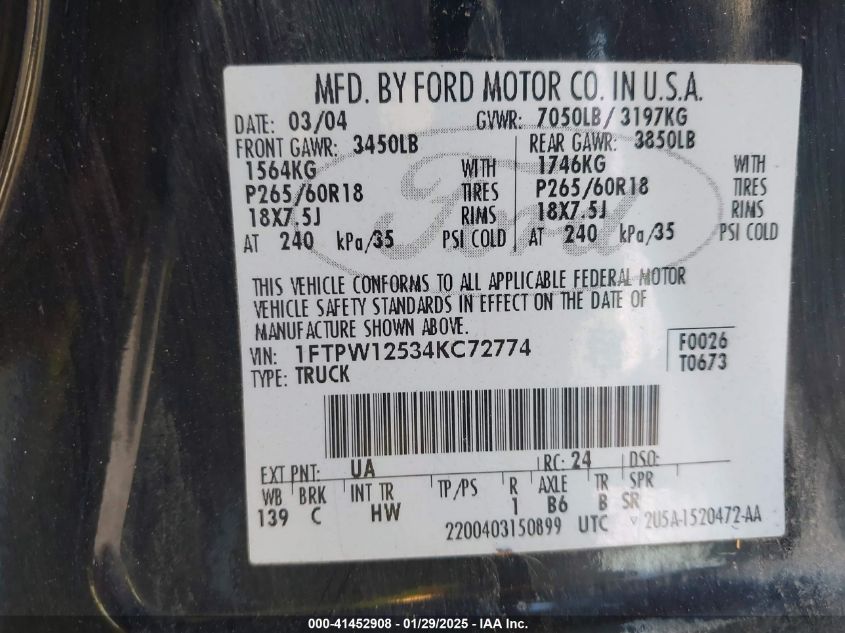 MFD. BY FORD MOTOR CO. IN U.S.A.
DATE: 03/04 GVWR: 7050LB/ 3197KG
FRONT GAWR: 3450LB REAR GAWR: 3850LB
1564KG WITH 1746KG WITH
P265/60R18 TIRES P265/60R18 TIRES
18X7.5J RIMS 18X7.5J RIMS
AT 240 kPa/35 PSI COLD AT 240 kPa/35 PSI COLD
Ford
THIS VEHICLE CONFORMS TO ALL APPLICABLE FEDERAL MOTOR
VEHICLE SAFETY STANDARDS IN EFFECT ON THE DATE OF
MANUFACTURE SHOWN ABOVE.
VIN: 1FTPW12534KC72774 F0026
TYPE: TRUCK T0673
EXT PNT: UA RC: 24 DSO:
WB BRK INT TR TP/PS R AXLE TR SPR
139 C HW 1 B6 B SR
2200403150899 UTC ▿ 2U5A-1520472-AA
000-41452908 - 01/29/2025 - IAA Inc.